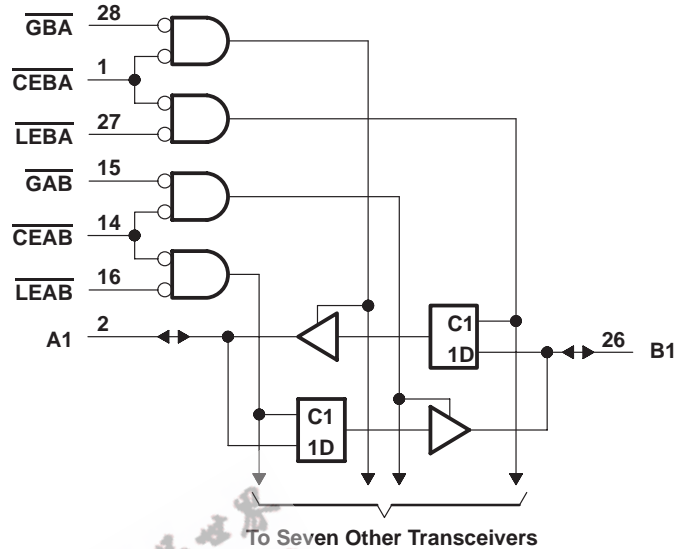 GBA 28
CEBA 1
LEBA 27
GAB 15
CEAB 14
LEAB 16
A1 2
C1
1D
26 B1
C1
1D
To Seven Other Transceivers